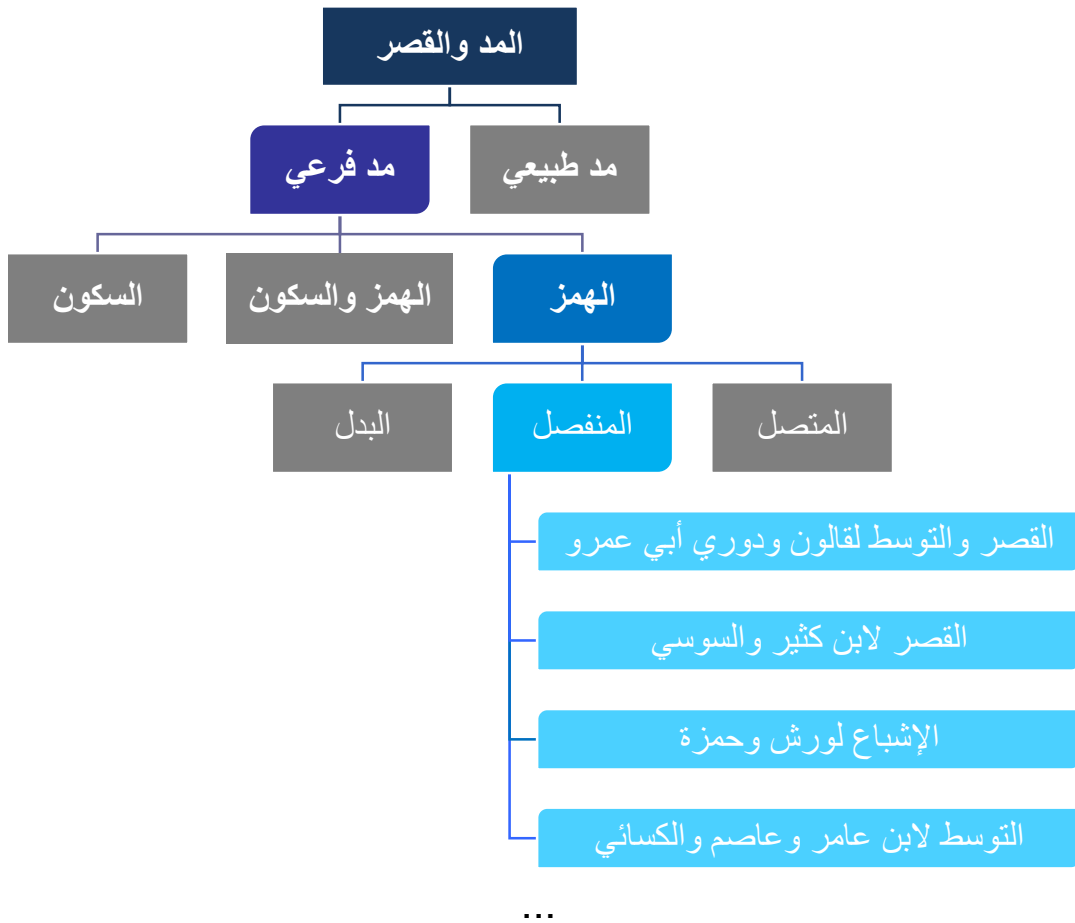 المد والقصر
مد طبيعي
مد فرعي
الهمز
الهمز والسكون
السكون
المتصل
المنفصل
البدل
القصر والتوسط لقالون ودوري أبي عمرو
القصر لابن كثير والسوسي
الإشباع لورش وحمزة
التوسط لابن عامر وعاصم والكسائي
...